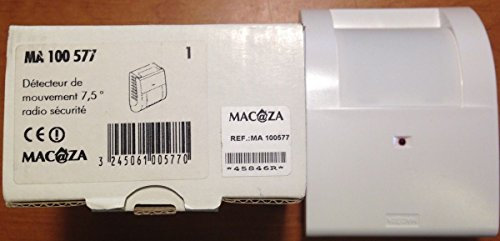 MA 100 577
1
Détecteur de
mouvement 7,5°
radio sécurité
CE
MAC@ZA
3 245061 005770
MAC@ZA
REF.:MA 100577
*45846R*